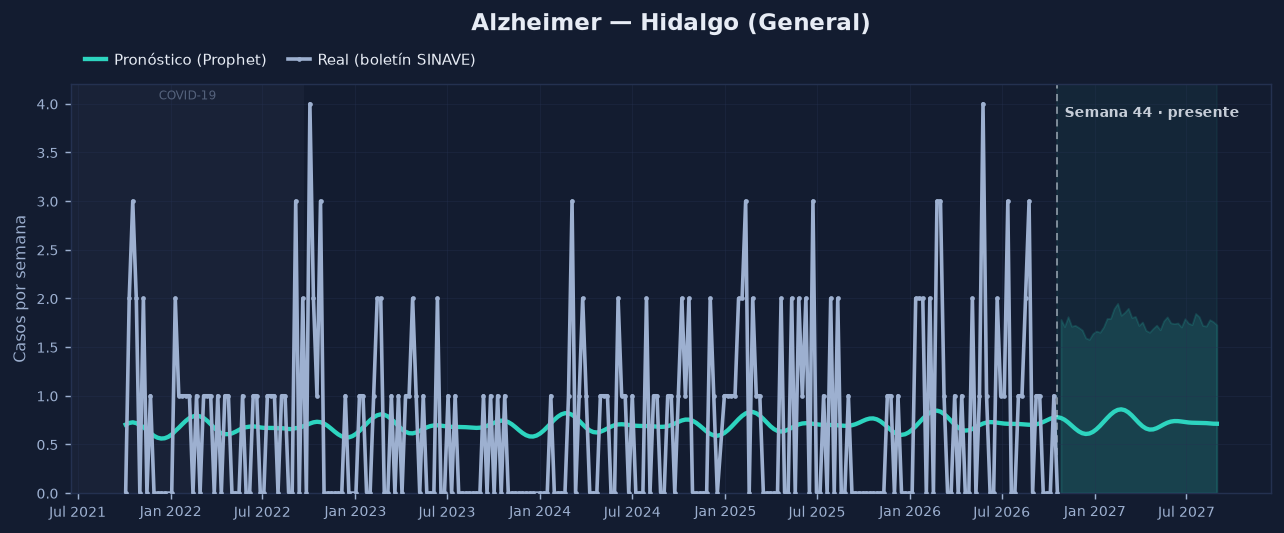 Alzheimer — Hidalgo (General)
Pronóstico (Prophet)
Real (boletín SINAVE)
COVID-19
Semana 44 · presente
Casos por semana
4.0
3.5
3.0
2.5
2.0
1.5
1.0
0.5
0.0
Jul 2021
Jan 2022
Jul 2022
Jan 2023
Jul 2023
Jan 2024
Jul 2024
Jan 2025
Jul 2025
Jan 2026
Jul 2026
Jan 2027
Jul 2027